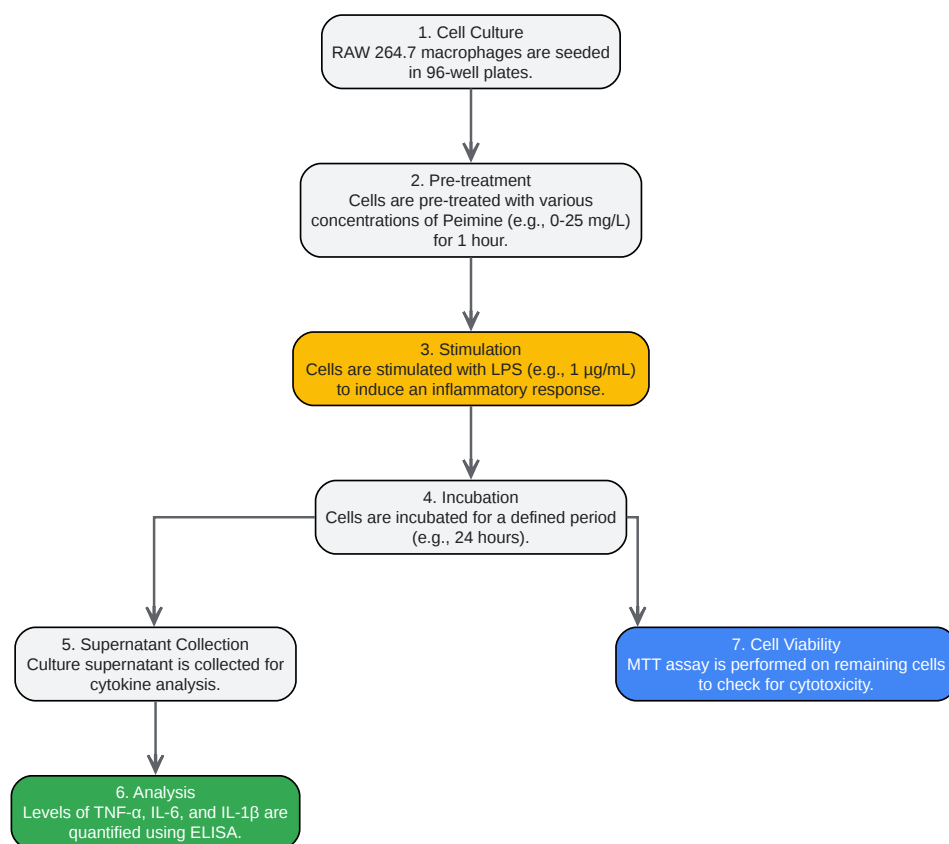 1. Cell Culture
RAW 264.7 macrophages are seeded
in 96-well plates.
2. Pre-treatment
Cells are pre-treated with various
concentrations of Peimine (e.g., 0-25 mg/L)
for 1 hour.
3. Stimulation
Cells are stimulated with LPS (e.g., 1 µg/mL)
to induce an inflammatory response.
4. Incubation
Cells are incubated for a defined period
(e.g., 24 hours).
5. Supernatant Collection
Culture supernatant is collected for
cytokine analysis.
6. Analysis
Levels of TNF-α, IL-6, and IL-1β are
quantified using ELISA.
7. Cell Viability
MTT assay is performed on remaining cells
to check for cytotoxicity.